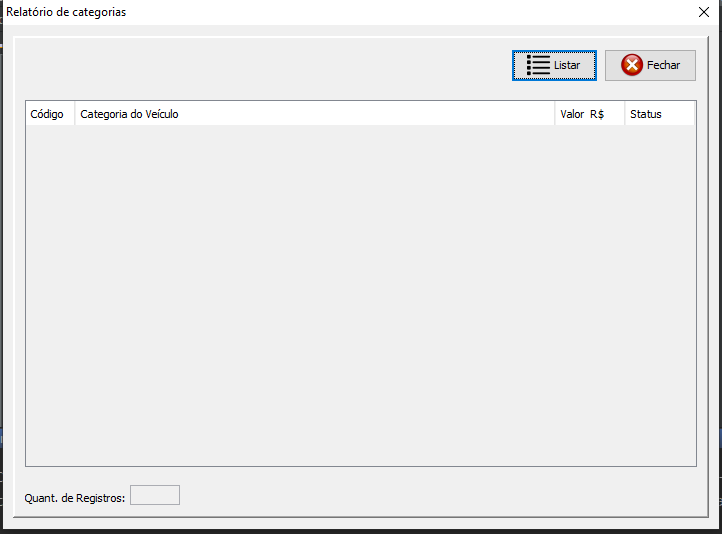 Relatório de categorias
Listar
Fechar
Código Categoria do Veículo Valor R$ Status
Quant. de Registros: